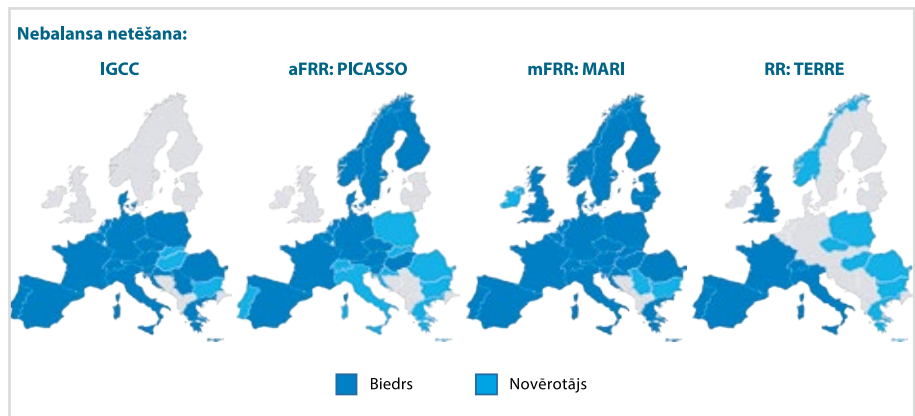 Nebalansa netēšana:
IGCC aFRR: PICASSO mFRR: MARI RR: TERRE
Biedrs Novērotājs